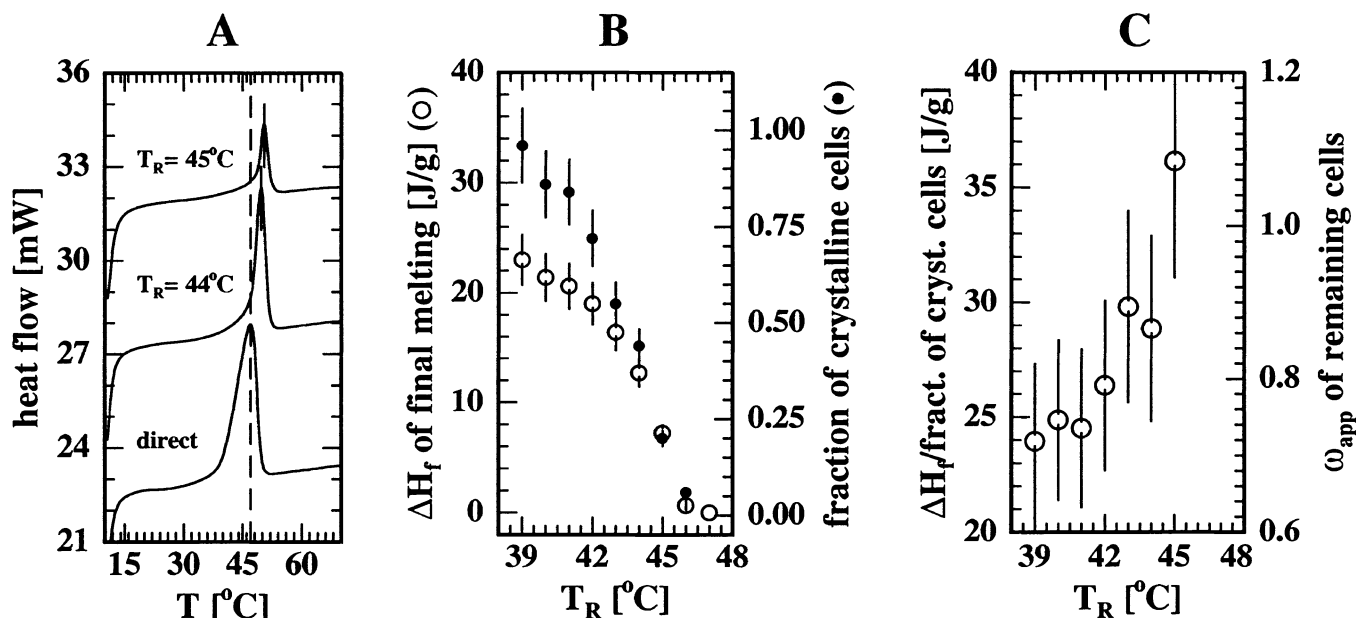 A
B
C
heat flow [mW]
36
33
30
27
24
21
T_R= 45°C
T_R= 44°C
direct
15
30
45
60
T [°C]
ΔH_f of final melting [J/g] (○)
40
30
20
10
0
39
42
45
48
T_R [°C]
1.00
0.75
0.50
0.25
0.00
fraction of crystalline cells (●)
ΔH_f/fract. of cryst. cells [J/g]
40
35
30
25
20
39
42
45
48
T_R [°C]
1.2
1.0
0.8
0.6
ω_app of remaining cells